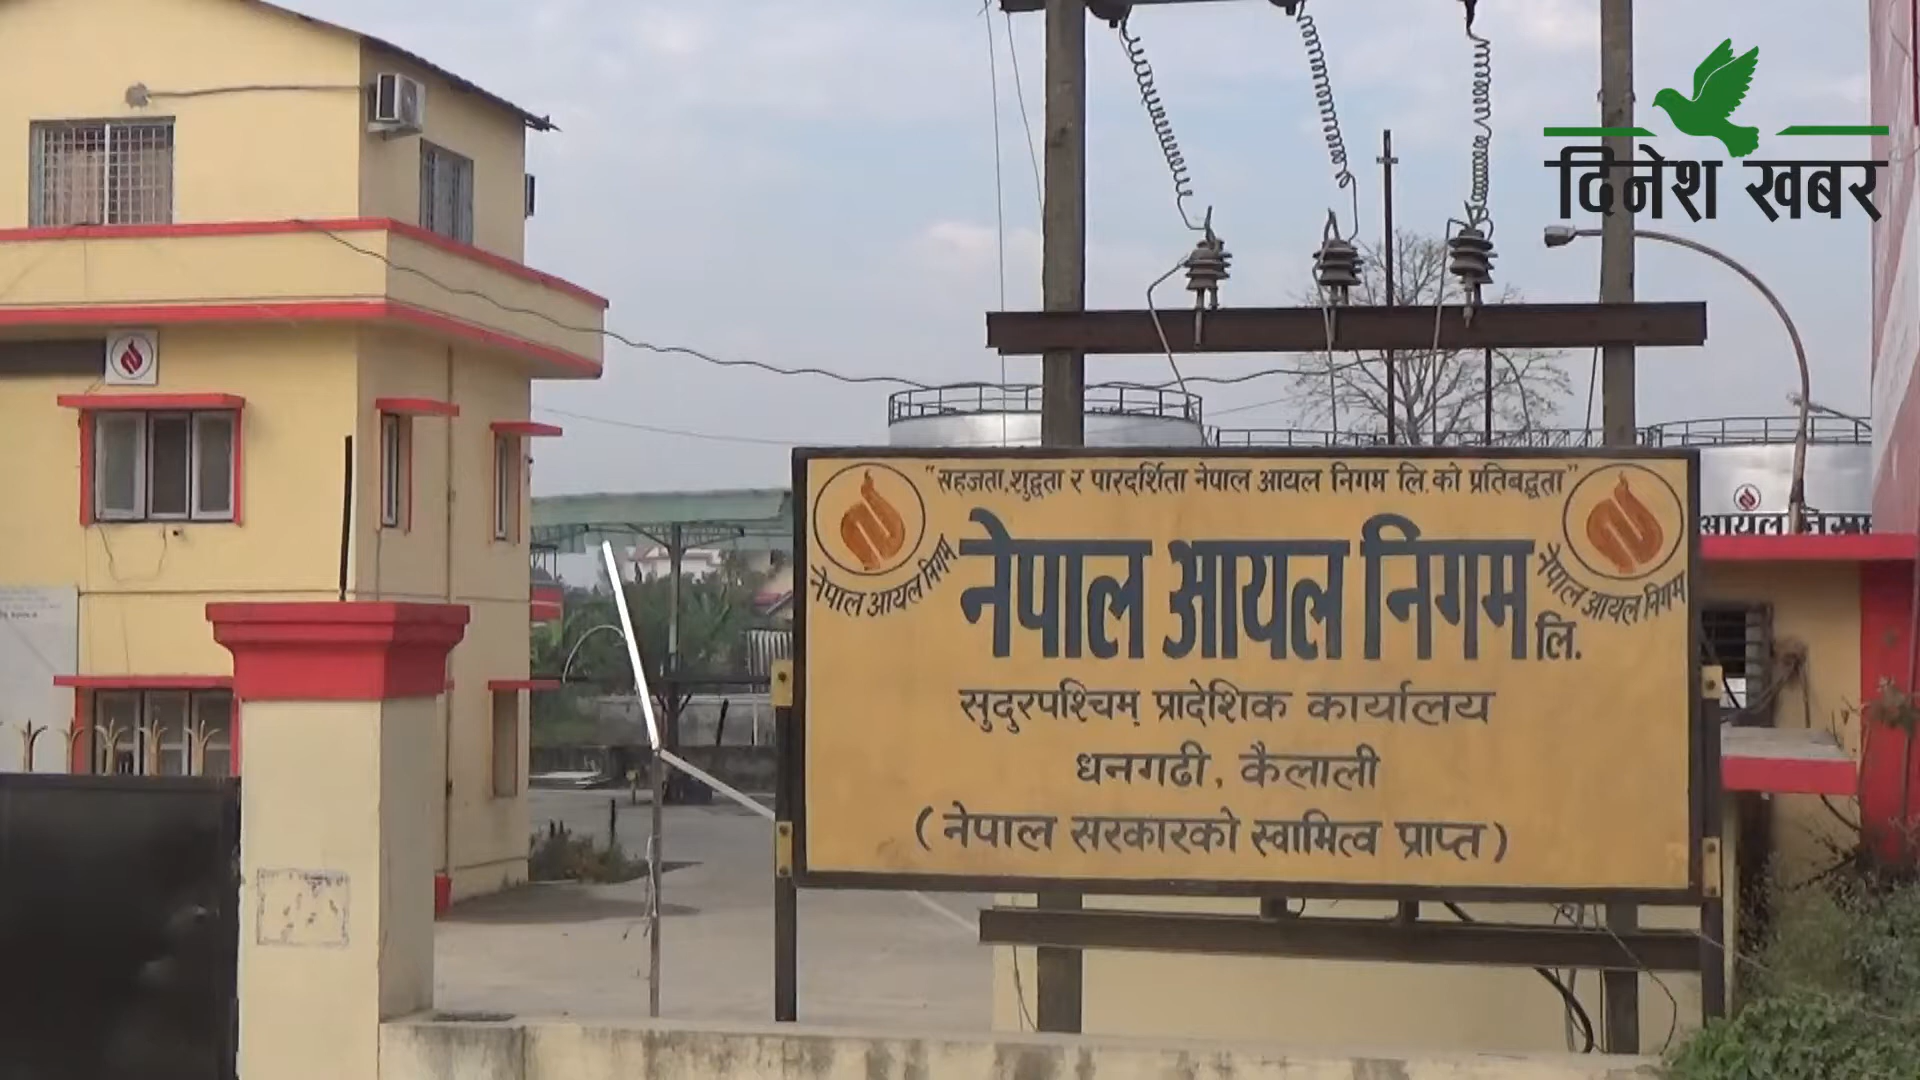 दिनेश खबर
"सहजता,शुद्धता र पारदर्शिता नेपाल आयल निगम लि.को प्रतिबद्धता"
नेपाल आयल निगम
नेपाल आयल निगम लि.
नेपाल आयल निगम
सुदुरपश्चिम् प्रादेशिक कार्यालय
धनगढी, कैलाली
(नेपाल सरकारको स्वामित्व प्राप्त)
आयल निगम